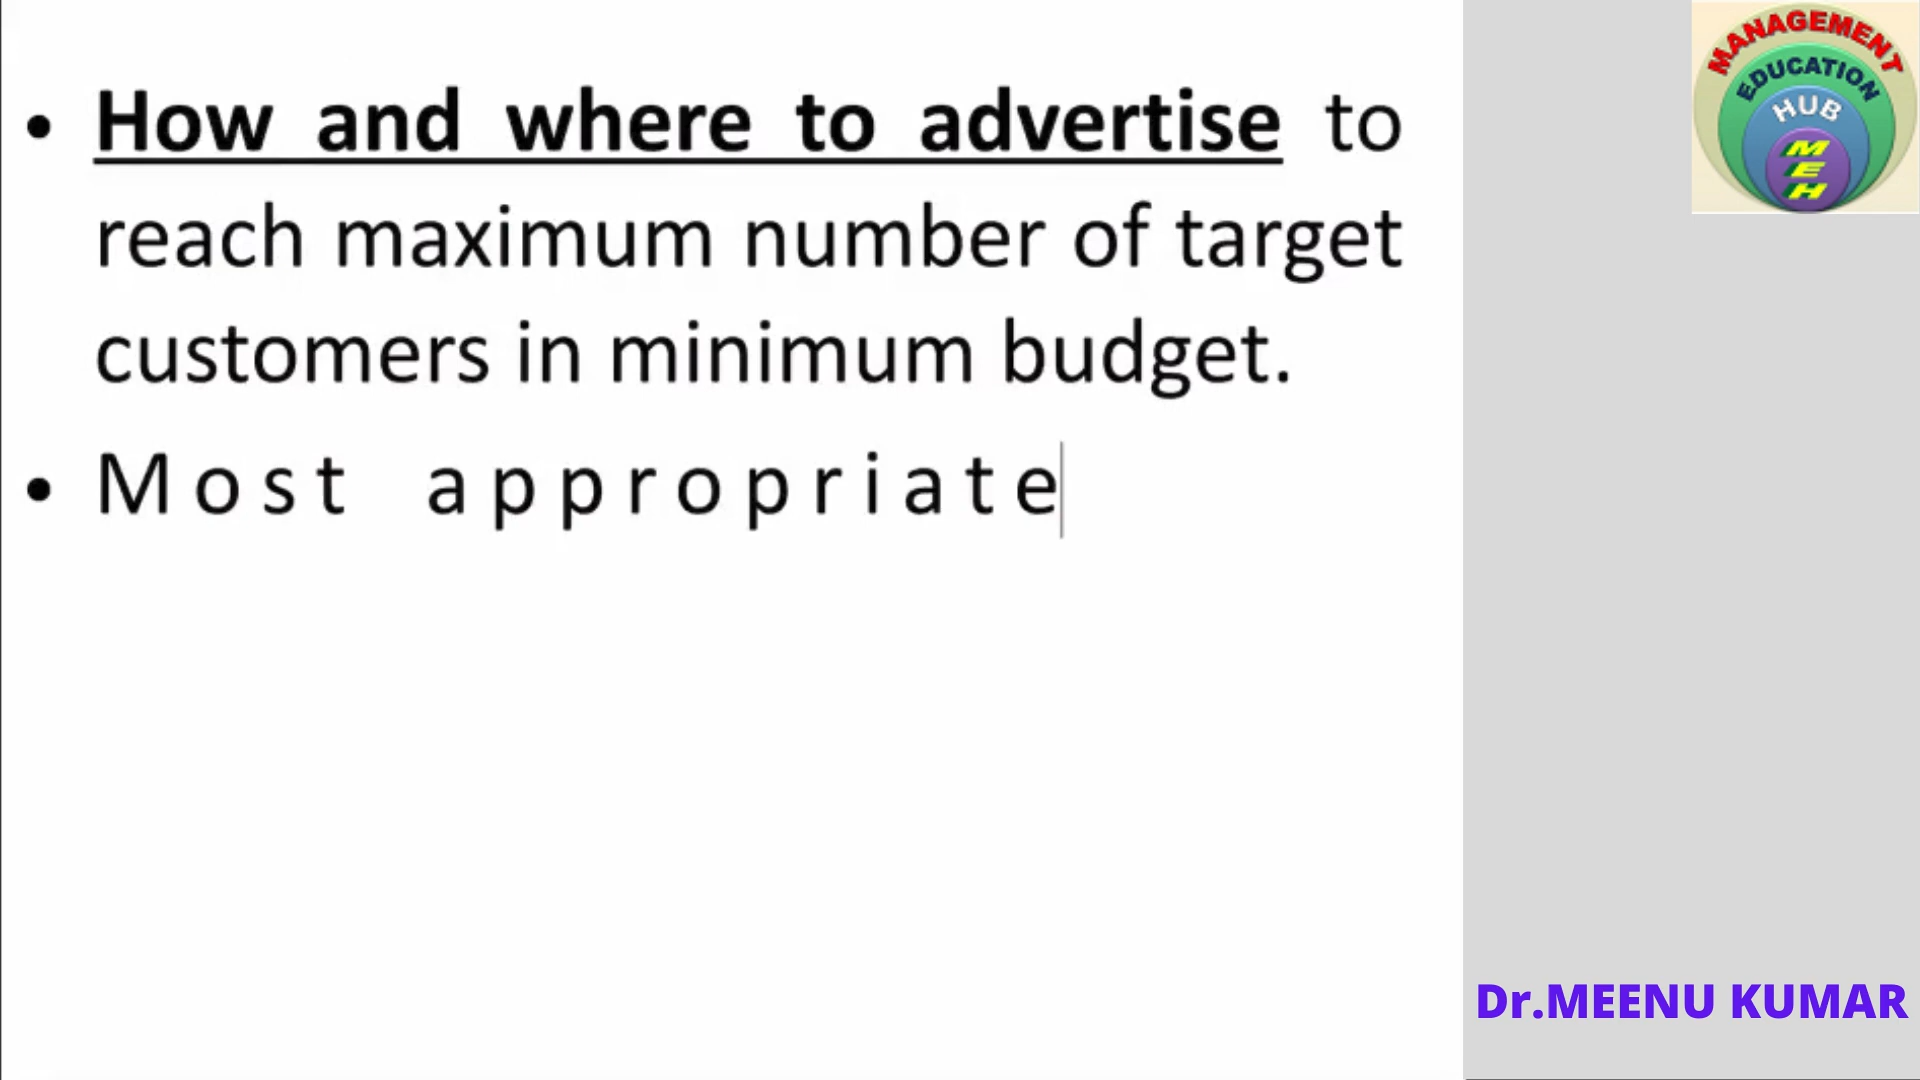 • How and where to advertise to
reach maximum number of target
customers in minimum budget.
• Most appropriate
MANAGEMENT
EDUCATION
HUB
MEH
Dr.MEENU KUMAR